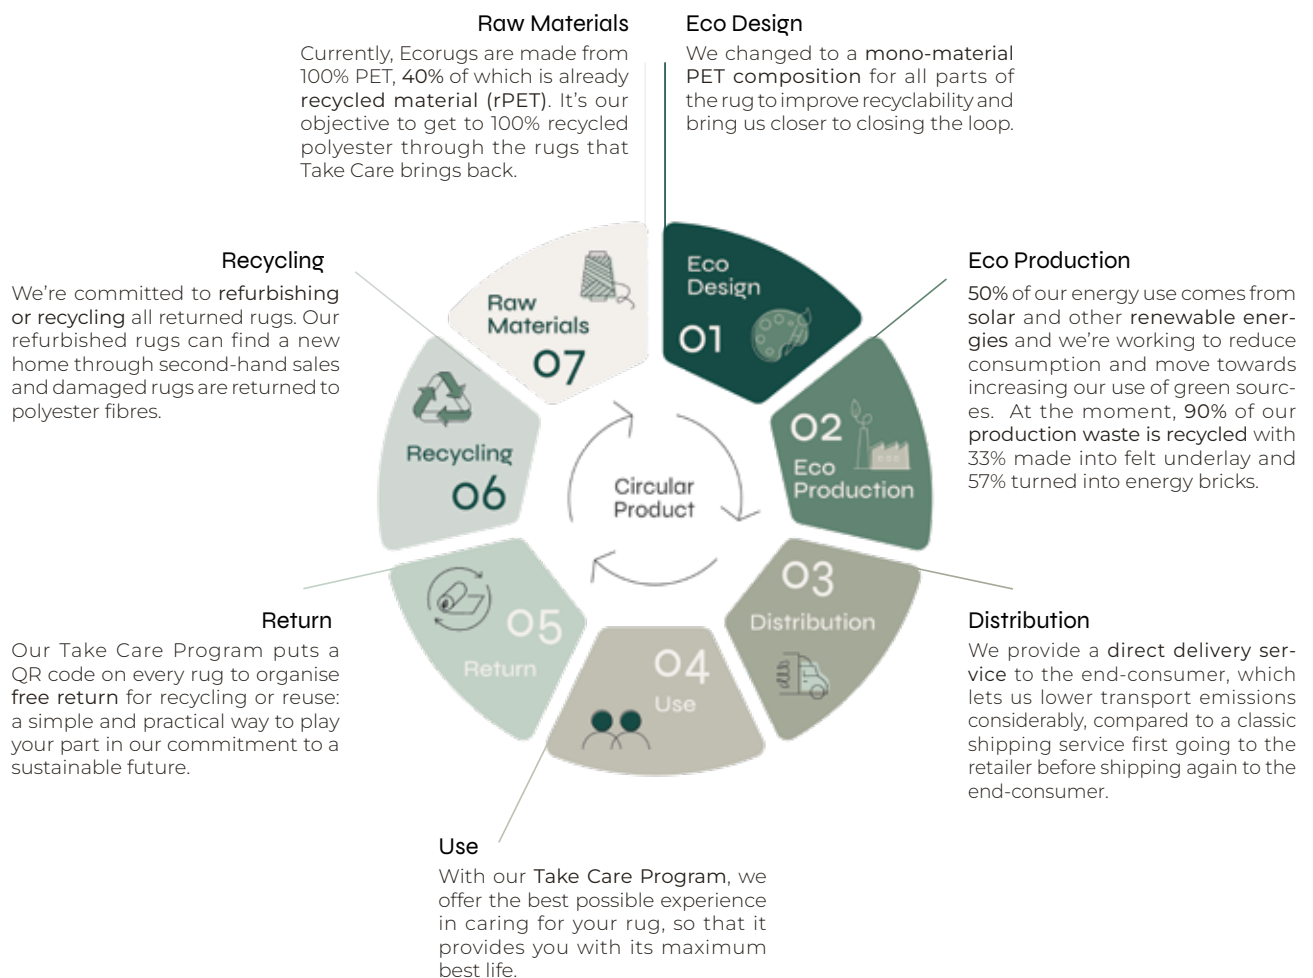 Raw Materials
Currently, Ecorugs are made from
100% PET, 40% of which is already
recycled material (rPET). It's our
objective to get to 100% recycled
polyester through the rugs that
Take Care brings back.
Eco Design
We changed to a mono-material
PET composition for all parts of
the rug to improve recyclability and
bring us closer to closing the loop.
Recycling
We're committed to refurbishing
or recycling all returned rugs. Our
refurbished rugs can find a new
home through second-hand sales
and damaged rugs are returned to
polyester fibres.
Eco Production
50% of our energy use comes from
solar and other renewable ener-
gies and we're working to reduce
consumption and move towards
increasing our use of green sourc-
es. At the moment, 90% of our
production waste is recycled with
33% made into felt underlay and
57% turned into energy bricks.
Eco
Design
01
02
Eco
Production
03
Distribution
04
Use
05
Return
Recycling
06
Raw
Materials
07
Circular
Product
Return
Our Take Care Program puts a
QR code on every rug to organise
free return for recycling or reuse:
a simple and practical way to play
your part in our commitment to a
sustainable future.
Distribution
We provide a direct delivery ser-
vice to the end-consumer, which
lets us lower transport emissions
considerably, compared to a classic
shipping service first going to the
retailer before shipping again to the
end-consumer.
Use
With our Take Care Program, we
offer the best possible experience
in caring for your rug, so that it
provides you with its maximum
best life.